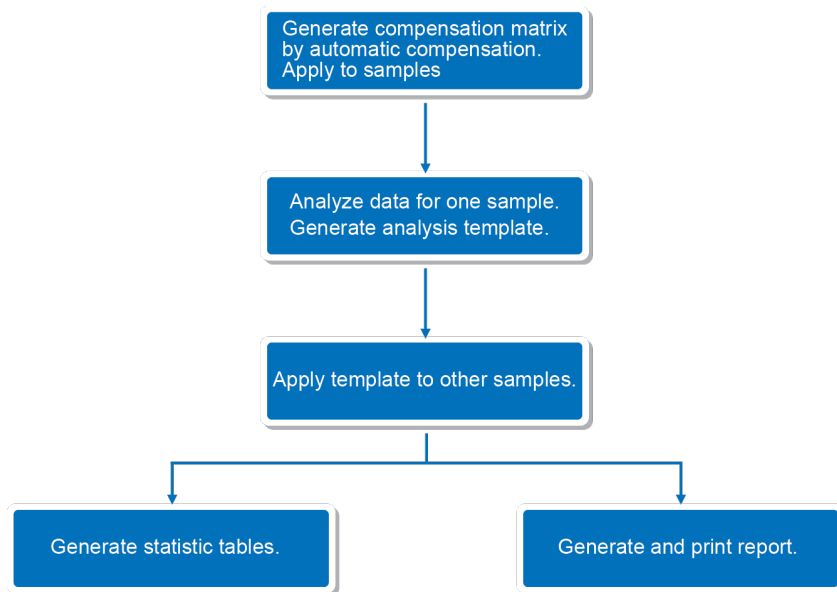 Generate compensation matrix
by automatic compensation.
Apply to samples
Analyze data for one sample.
Generate analysis template.
Apply template to other samples.
Generate statistic tables.
Generate and print report.